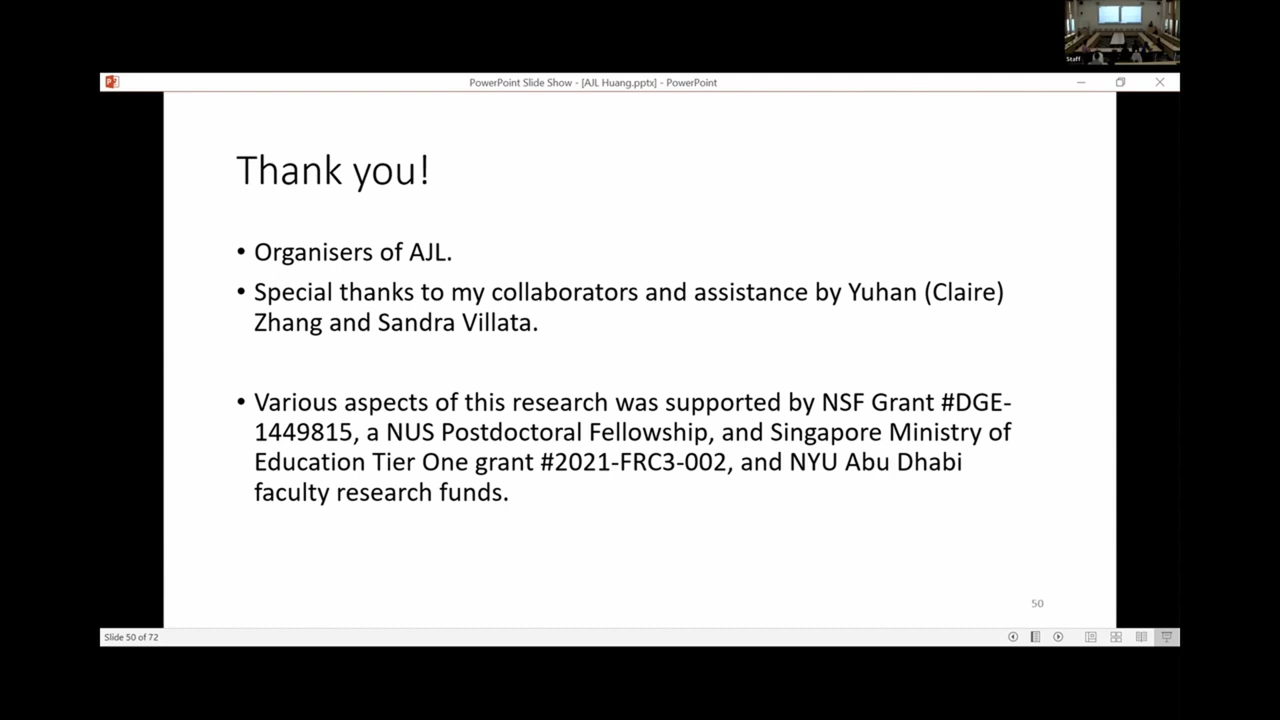 Staff
PowerPoint Slide Show - [AJL Huang.pptx] - PowerPoint
Thank you!
• Organisers of AJL.
• Special thanks to my collaborators and assistance by Yuhan (Claire)
Zhang and Sandra Villata.
• Various aspects of this research was supported by NSF Grant #DGE-
1449815, a NUS Postdoctoral Fellowship, and Singapore Ministry of
Education Tier One grant #2021-FRC3-002, and NYU Abu Dhabi
faculty research funds.
50
Slide 50 of 72